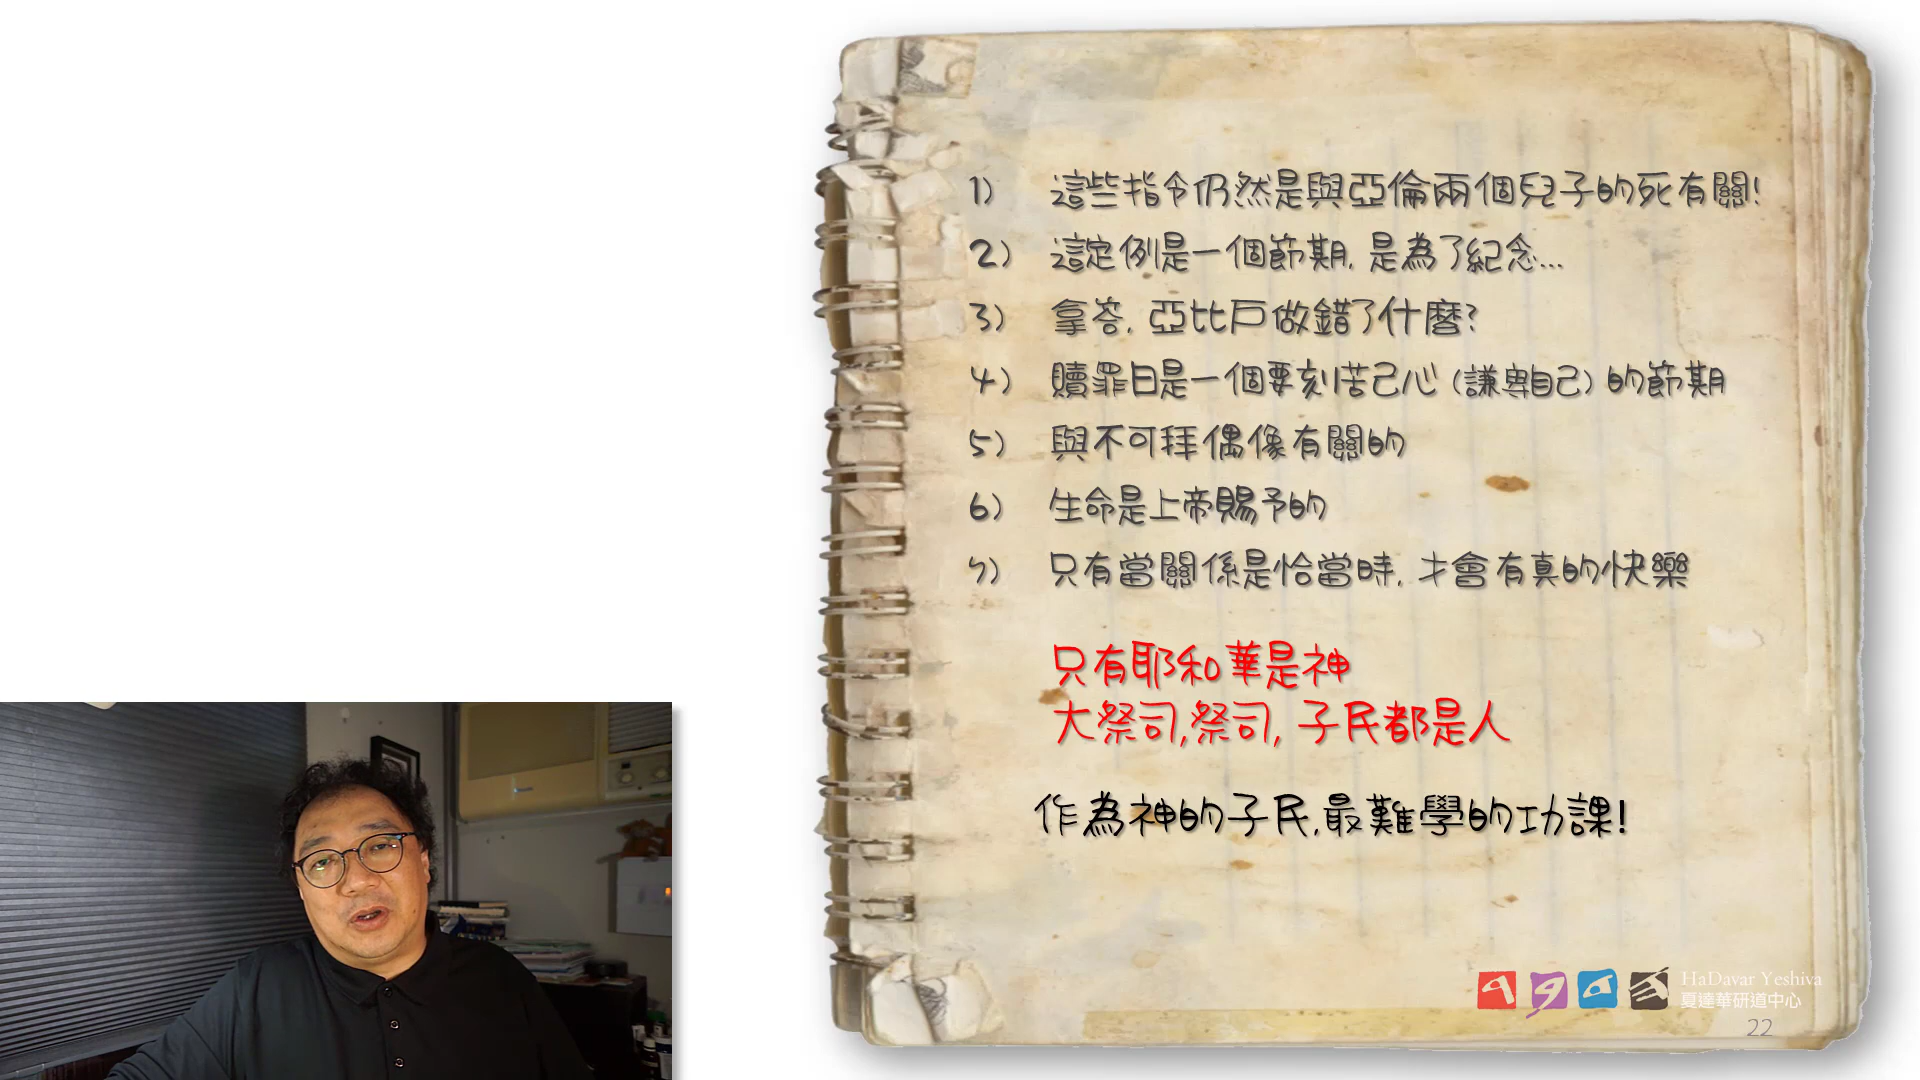 1) 這些指令仍然是與亞倫兩個兒子的死有關!
2) 這定例是一個節期, 是為了紀念...
3) 拿答, 亞比戶做錯了什麼?
4) 贖罪日是一個要刻苦己心 (謙卑自己) 的節期
5) 與不可拜偶像有關的
6) 生命是上帝賜予的
7) 只有當關係是恰當時, 才會有真的快樂
只有耶和華是神
大祭司,祭司, 子民都是人
作為神的子民,最難學的功課!
HaDavar Yeshiva
夏達華研道中心
22